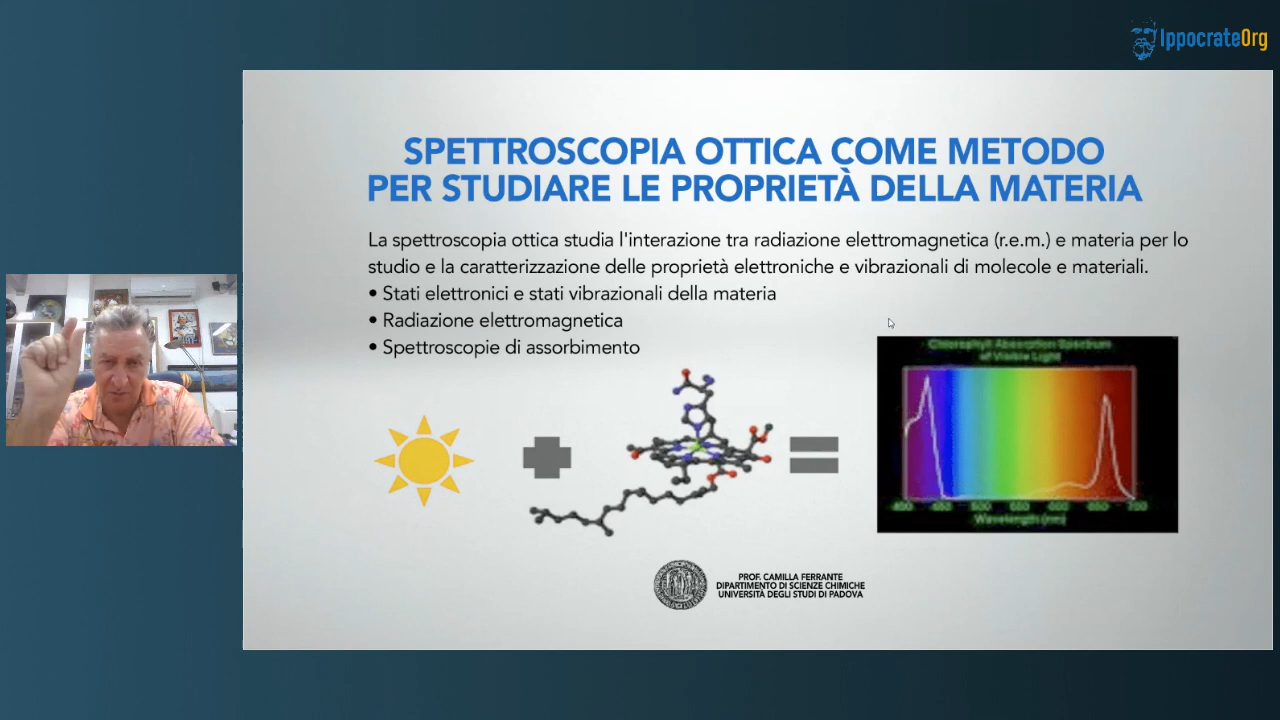 IppocrateOrg
SPETTROSCOPIA OTTICA COME METODO
PER STUDIARE LE PROPRIETÀ DELLA MATERIA
La spettroscopia ottica studia l'interazione tra radiazione elettromagnetica (r.e.m.) e materia per lo
studio e la caratterizzazione delle proprietà elettroniche e vibrazionali di molecole e materiali.
• Stati elettronici e stati vibrazionali della materia
• Radiazione elettromagnetica
• Spettroscopie di assorbimento
Chlorophyll Absorption Spectrum
of Visible Light
400 450 500 550 600 650 700
Wavelength (nm)
PROF. CAMILLA FERRANTE
DIPARTIMENTO DI SCIENZE CHIMICHE
UNIVERSITÀ DEGLI STUDI DI PADOVA